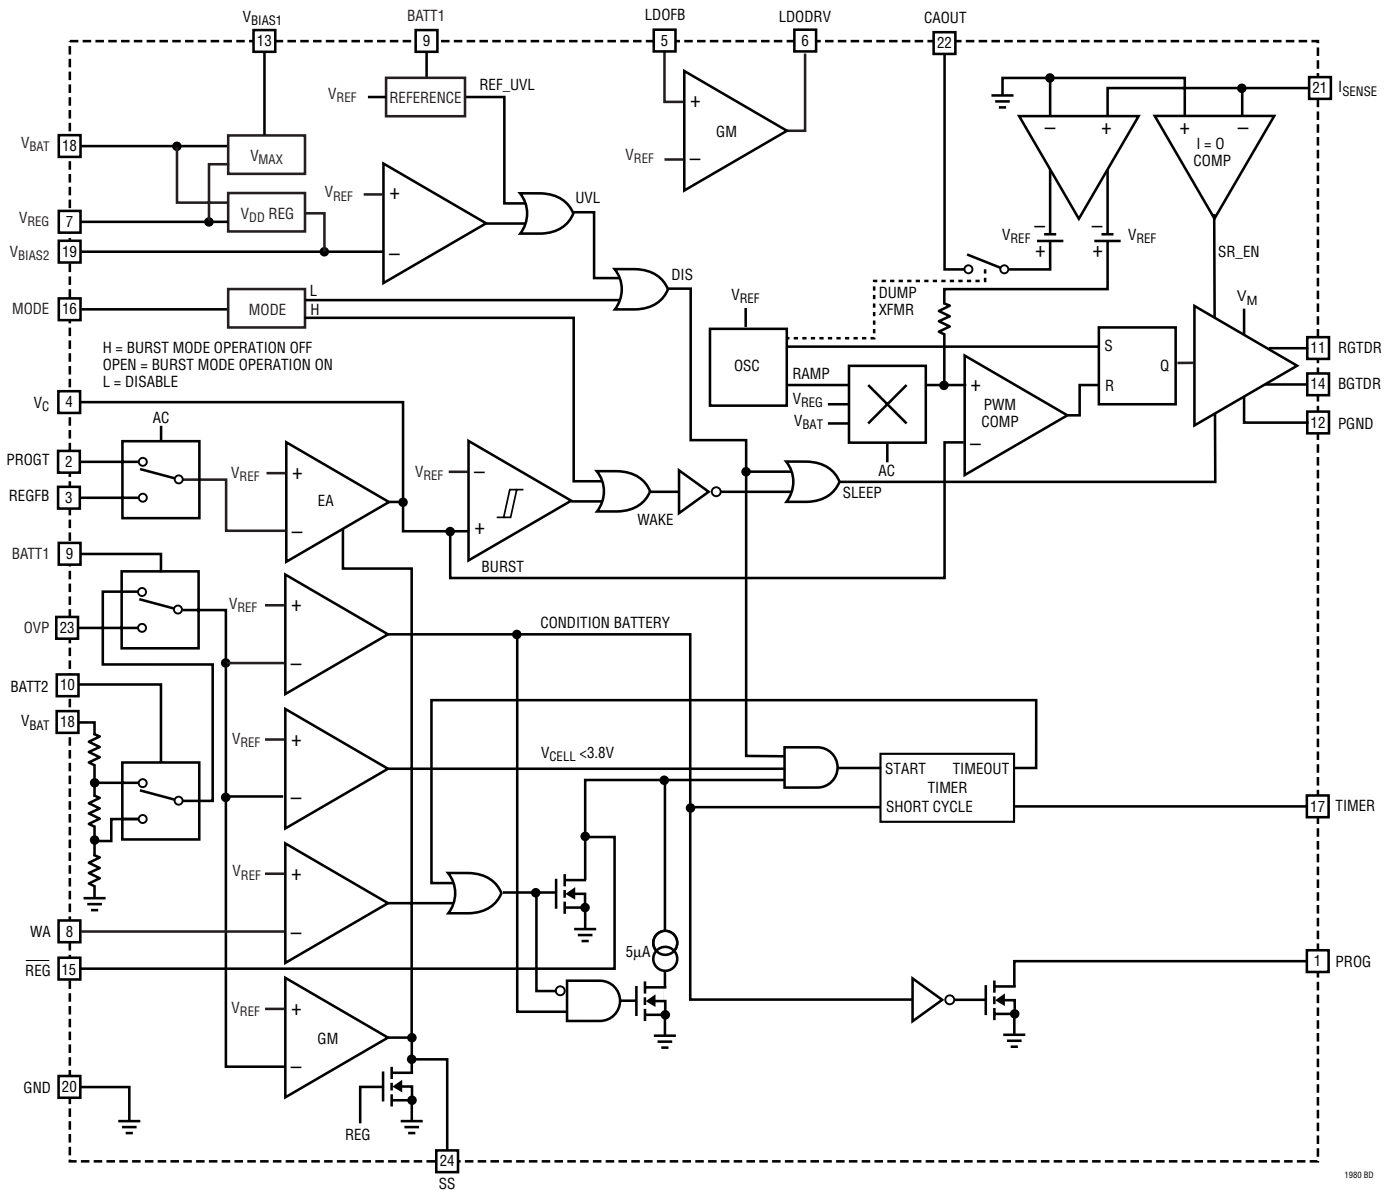 VBIAS1
13
BATT1
9
LDOFB
5
LDODRV
6
CAOUT
22
VREF
REFERENCE
REF_UVL
21
ISENSE
VBAT
18
VMAX
VREF
+
–
GM
VREF
–
+
–
+
+
–
I = 0
COMP
VREG
7
VDD REG
UVL
VREF
–
+
–
+
VREF
SR_EN
VBIAS2
19
MODE
16
MODE
L
H
DIS
DUMP
XFMR
VREF
VM
H = BURST MODE OPERATION OFF
OPEN = BURST MODE OPERATION ON
L = DISABLE
OSC
RAMP
VREG
VBAT
AC
+
–
PWM
COMP
S
R
Q
11
RGTDR
14
BGTDR
12
PGND
VC
4
AC
PROGT
2
REGFB
3
VREF
+
–
EA
VREF
–
+
BURST
WAKE
SLEEP
BATT1
9
OVP
23
VREF
+
–
CONDITION BATTERY
BATT2
10
VBAT
18
VREF
+
–
VCELL <3.8V
START
TIMEOUT
TIMER
SHORT CYCLE
17
TIMER
VREF
+
–
WA
8
REG
15
5µA
1
PROG
VREF
+
–
GM
GND
20
REG
24
SS
1980 BD